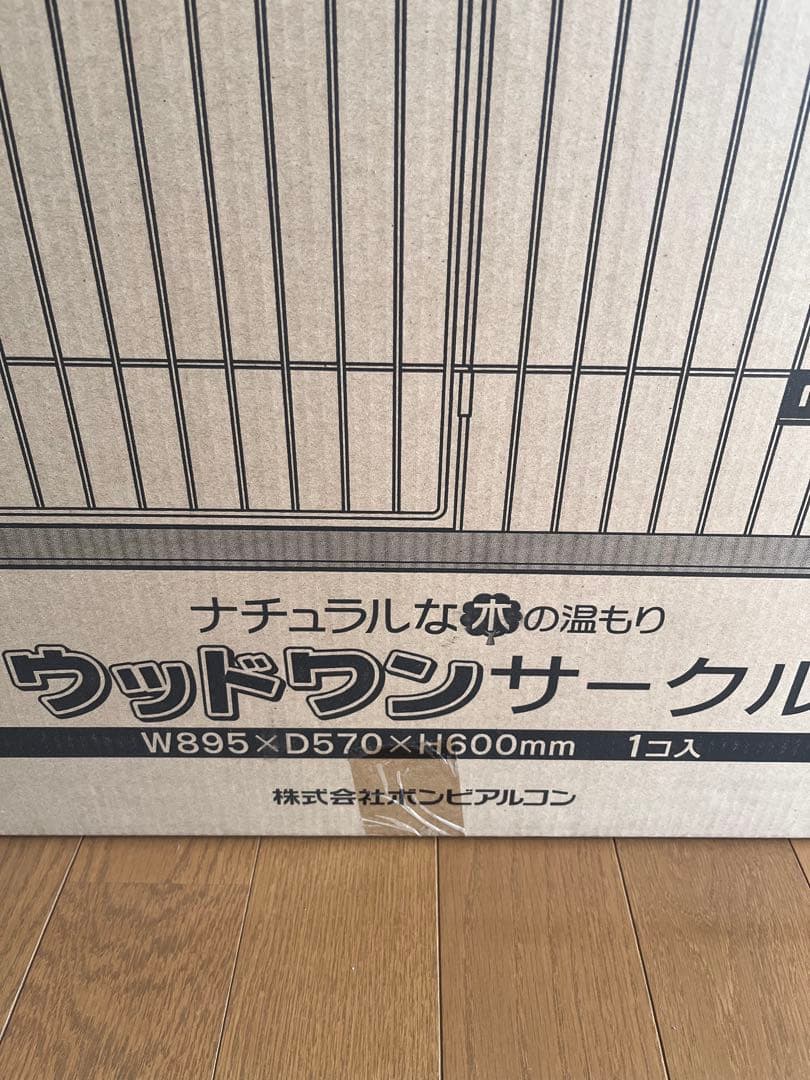 ナチュラルな木の温もり
ウッドワンサークル
W895×D570×H600mm 1コ入
株式会社ボンビアルコン